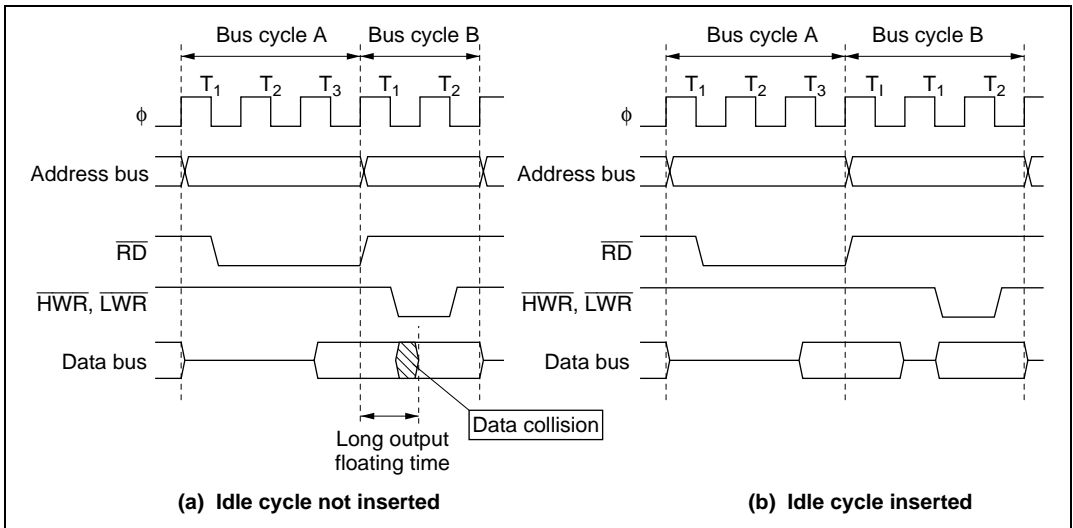 Bus cycle A Bus cycle B
T1 T2 T3 T1 T2
ϕ
Address bus
RD
HWR, LWR
Data bus
Data collision
Long output
floating time
(a) Idle cycle not inserted
Bus cycle A Bus cycle B
T1 T2 T3 TI T1 T2
ϕ
Address bus
RD
HWR, LWR
Data bus
(b) Idle cycle inserted